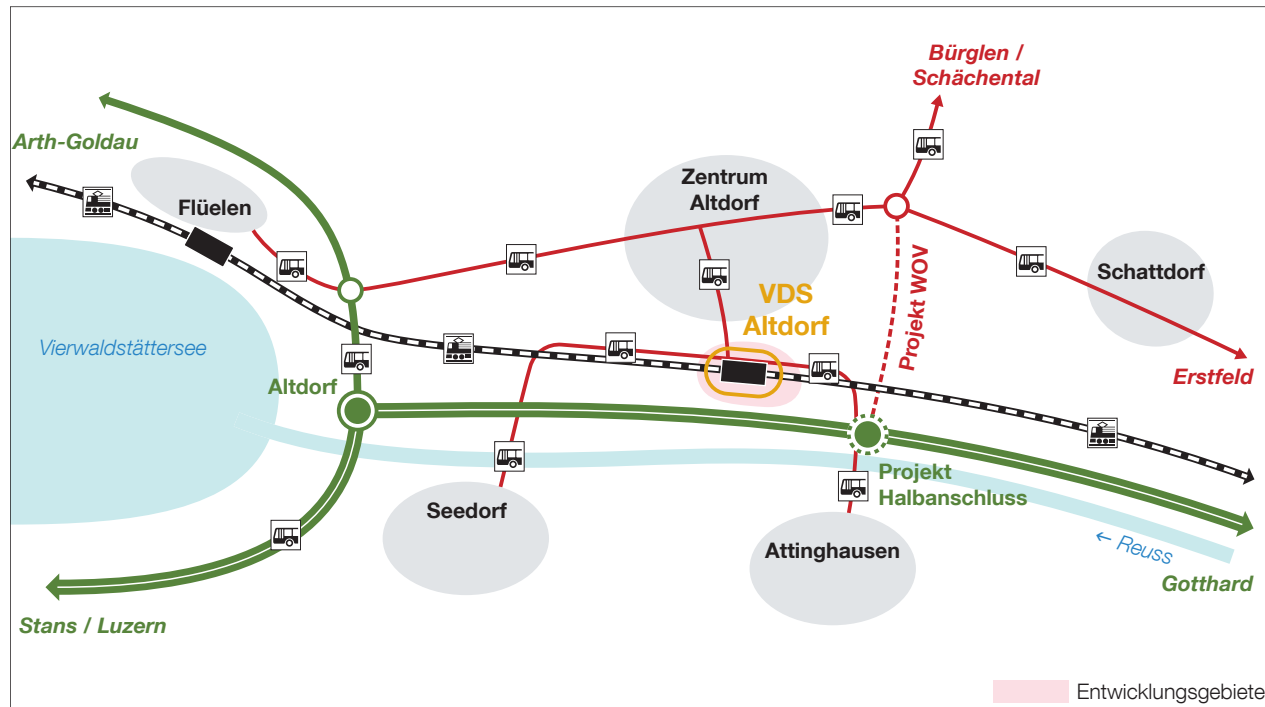 Bürglen /
Schächental
Arth-Goldau
Zentrum
Altdorf
Flüelen
Schattdorf
VDS
Altdorf
Projekt WOV
Vierwaldstättersee
Altdorf
Erstfeld
Projekt
Halbanschluss
Seedorf
Attinghausen
← Reuss
Gotthard
Stans / Luzern
Entwicklungsgebiete